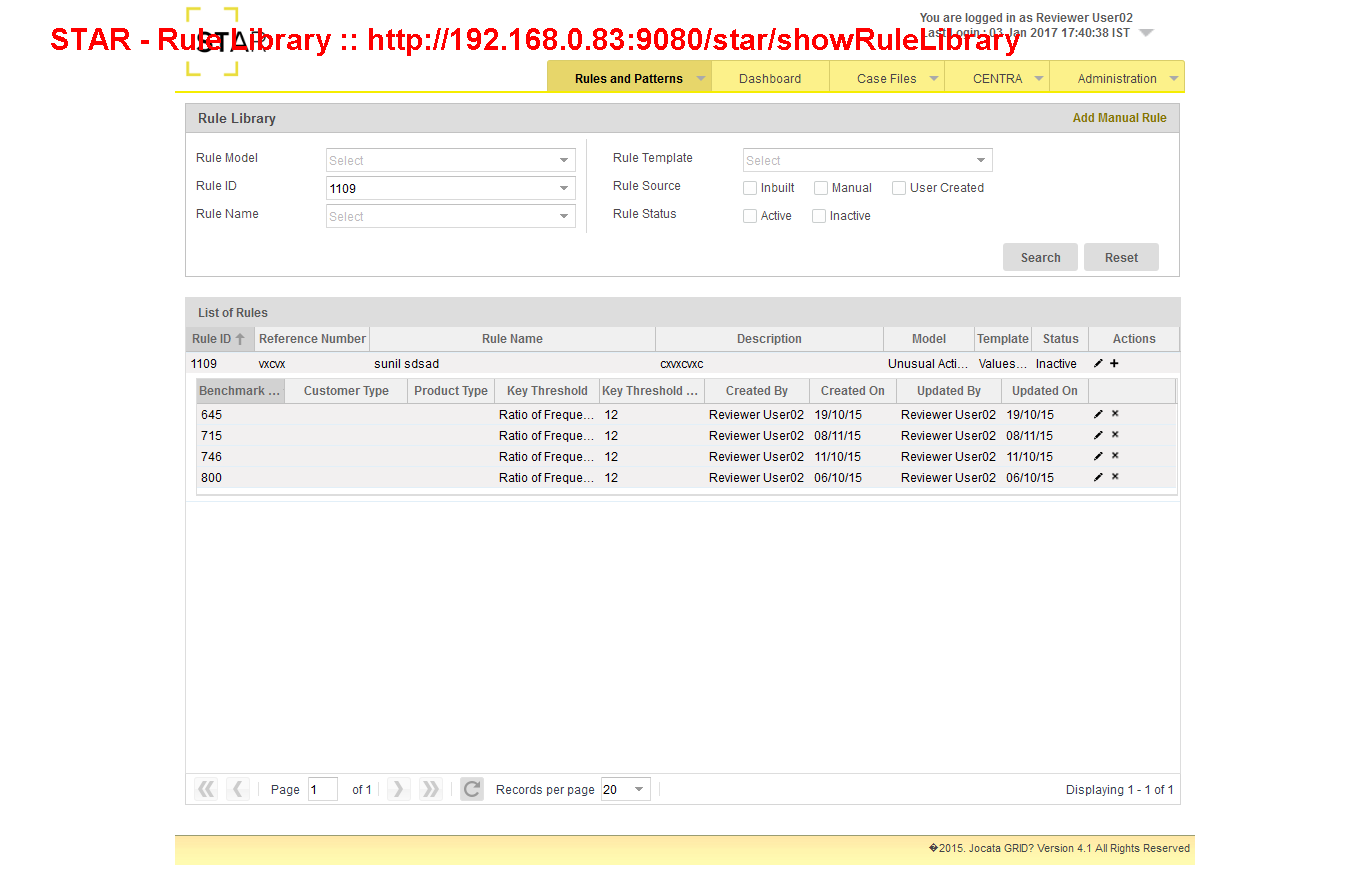 You are logged in as Reviewer User02
STAR
STAR - Rule Library :: http://192.168.0.83:9080/star/showRuleLibrary
Last Login : 03 Jan 2017 17:40:38 IST
Rules and Patterns Dashboard Case Files CENTRA Administration
Rule Library Add Manual Rule
Rule Model Select Rule Template Select
Rule ID 1109 Rule Source Inbuilt Manual User Created
Rule Name Select Rule Status Active Inactive
Search Reset
List of Rules
Rule ID Reference Number Rule Name Description Model Template Status Actions
1109 vxcvx sunil sdsad cxvxcvxc Unusual Acti... Values... Inactive
Benchmark ... Customer Type Product Type Key Threshold Key Threshold ... Created By Created On Updated By Updated On
645 Ratio of Freque... 12 Reviewer User02 19/10/15 Reviewer User02 19/10/15
715 Ratio of Freque... 12 Reviewer User02 08/11/15 Reviewer User02 08/11/15
746 Ratio of Freque... 12 Reviewer User02 11/10/15 Reviewer User02 11/10/15
800 Ratio of Freque... 12 Reviewer User02 06/10/15 Reviewer User02 06/10/15
Page 1 of 1 Records per page 20 Displaying 1 - 1 of 1
�2015. Jocata GRID? Version 4.1 All Rights Reserved